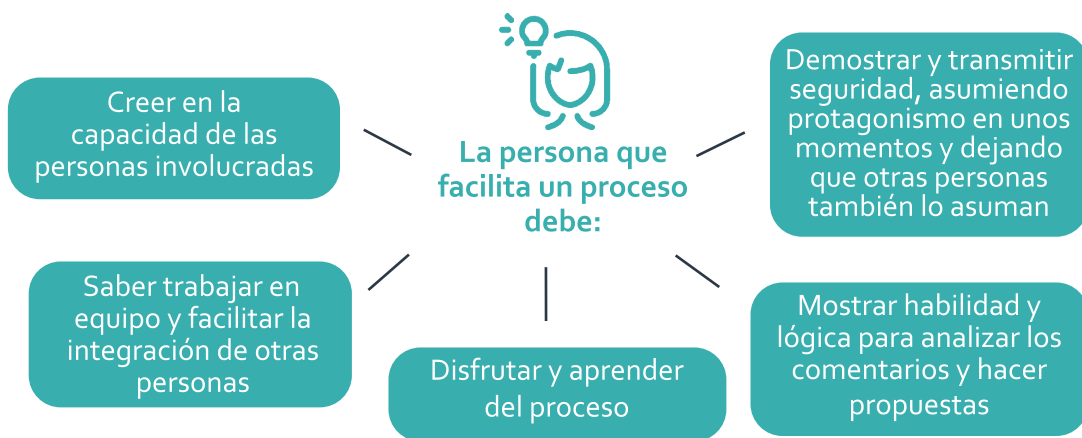 La persona que
facilita un proceso
debe:
Creer en la
capacidad de las
personas involucradas
Saber trabajar en
equipo y facilitar la
integración de otras
personas
Disfrutar y aprender
del proceso
Mostrar habilidad y
lógica para analizar los
comentarios y hacer
propuestas
Demostrar y transmitir
seguridad, asumiendo
protagonismo en unos
momentos y dejando
que otras personas
también lo asuman